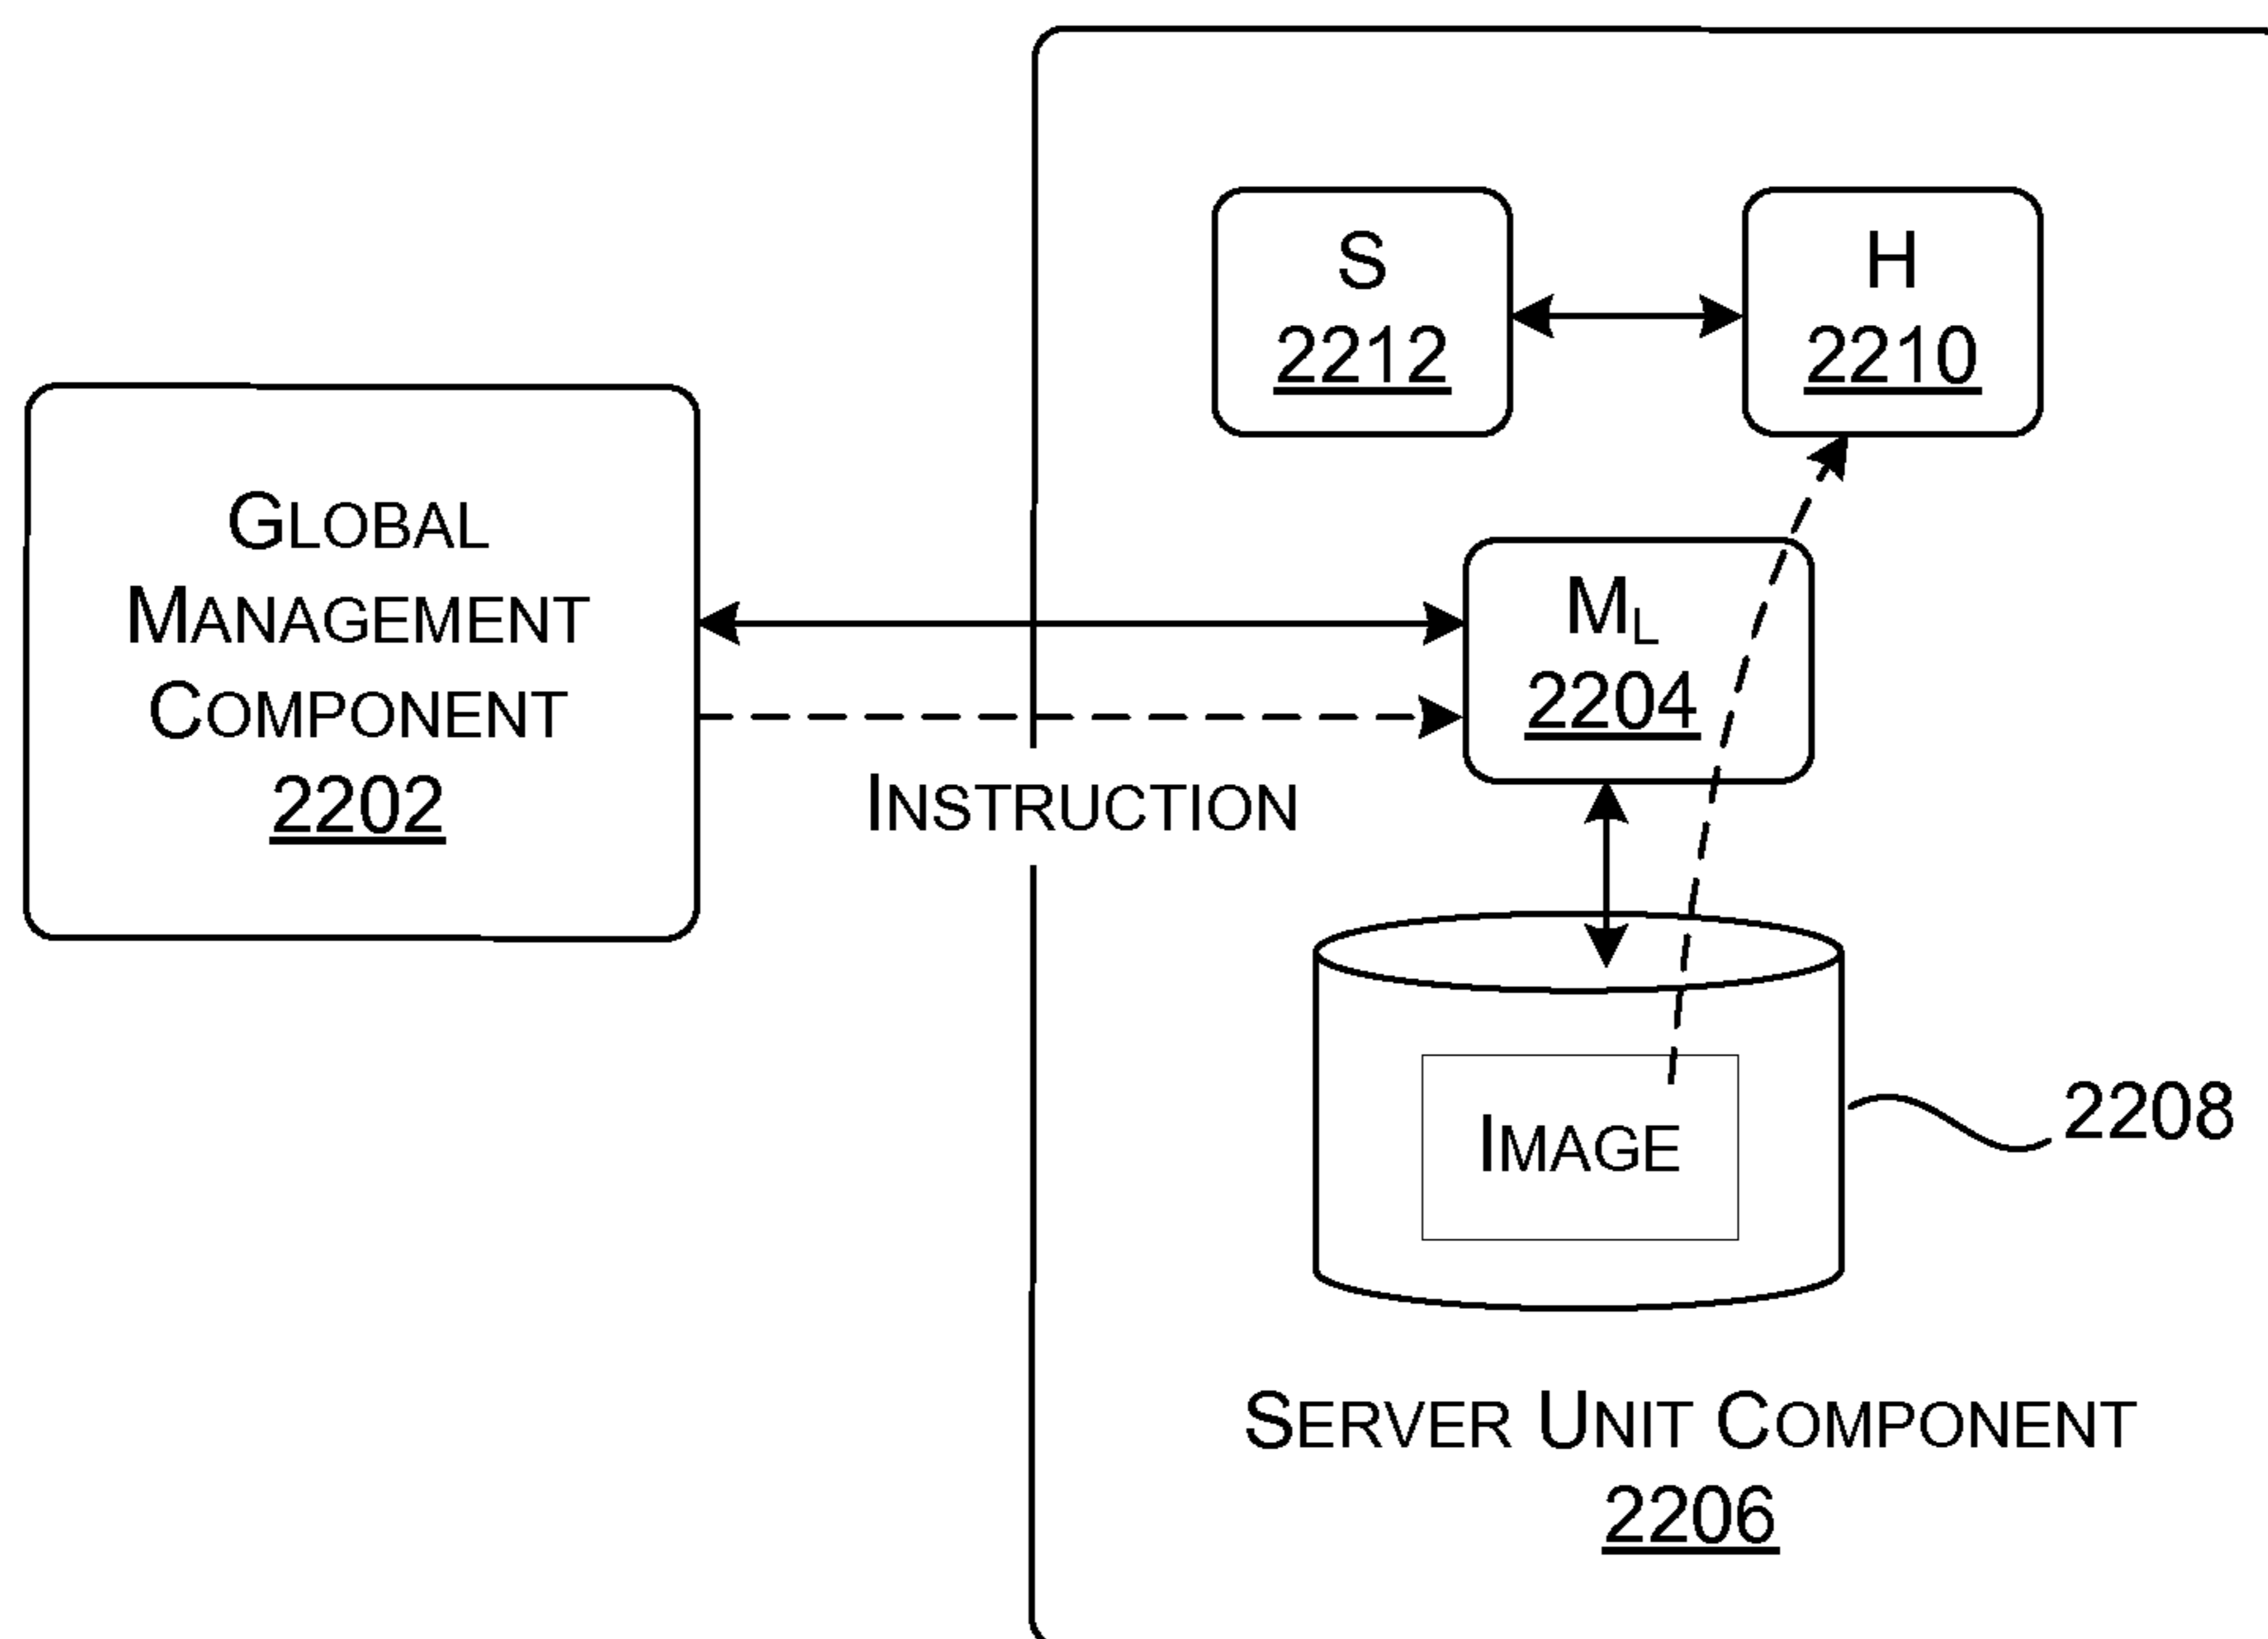 S
2212
H
2210
GLOBAL
MANAGEMENT
COMPONENT
2202
ML
2204
INSTRUCTION
IMAGE
2208
SERVER UNIT COMPONENT
2206